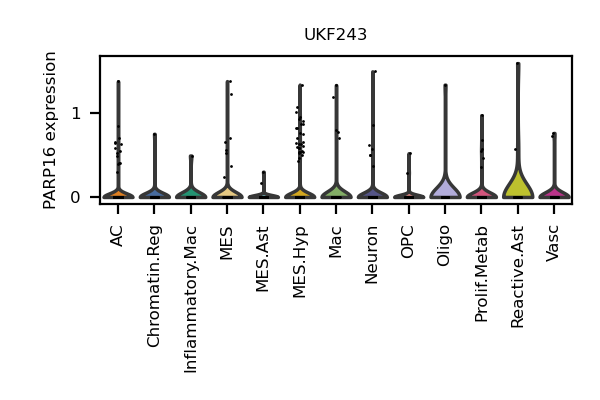 UKF243
PARP16 expression
1
0
AC
Chromatin.Reg
Inflammatory.Mac
MES
MES.Ast
MES.Hyp
Mac
Neuron
OPC
Oligo
Prolif.Metab
Reactive.Ast
Vasc